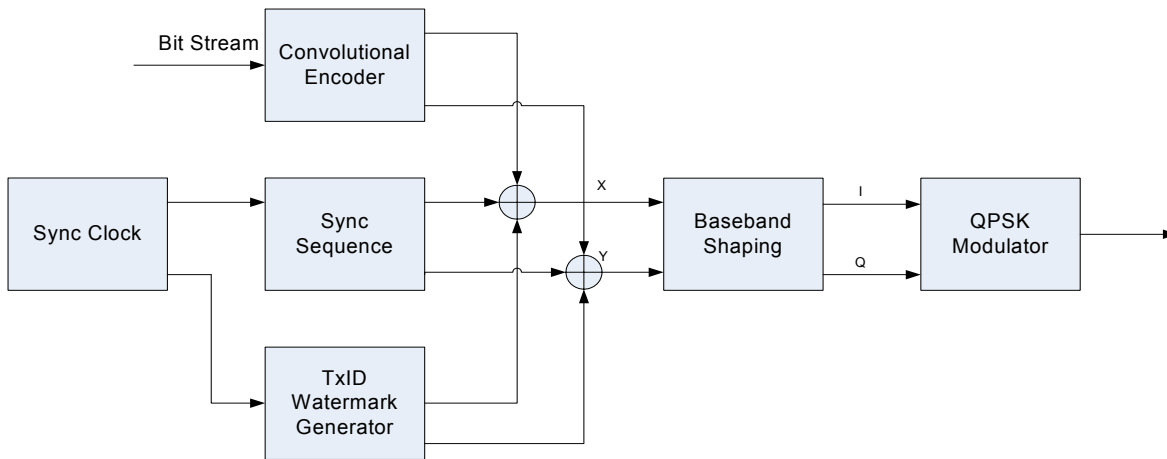 Bit Stream
Convolutional
Encoder
Sync Clock
Sync
Sequence
X
Y
Baseband
Shaping
I
Q
QPSK
Modulator
TxID
Watermark
Generator